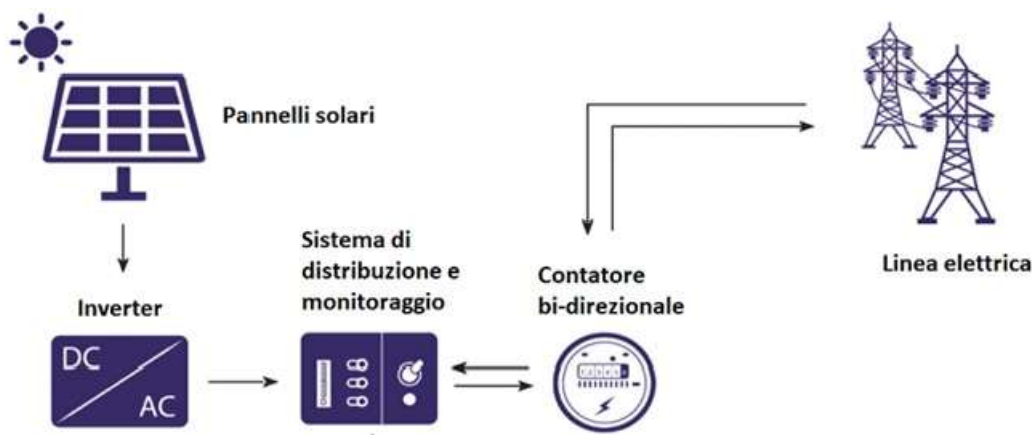 Pannelli solari
Sistema di
distribuzione e
monitoraggio
Contatore
bi-direzionale
Linea elettrica
Inverter
DC
AC